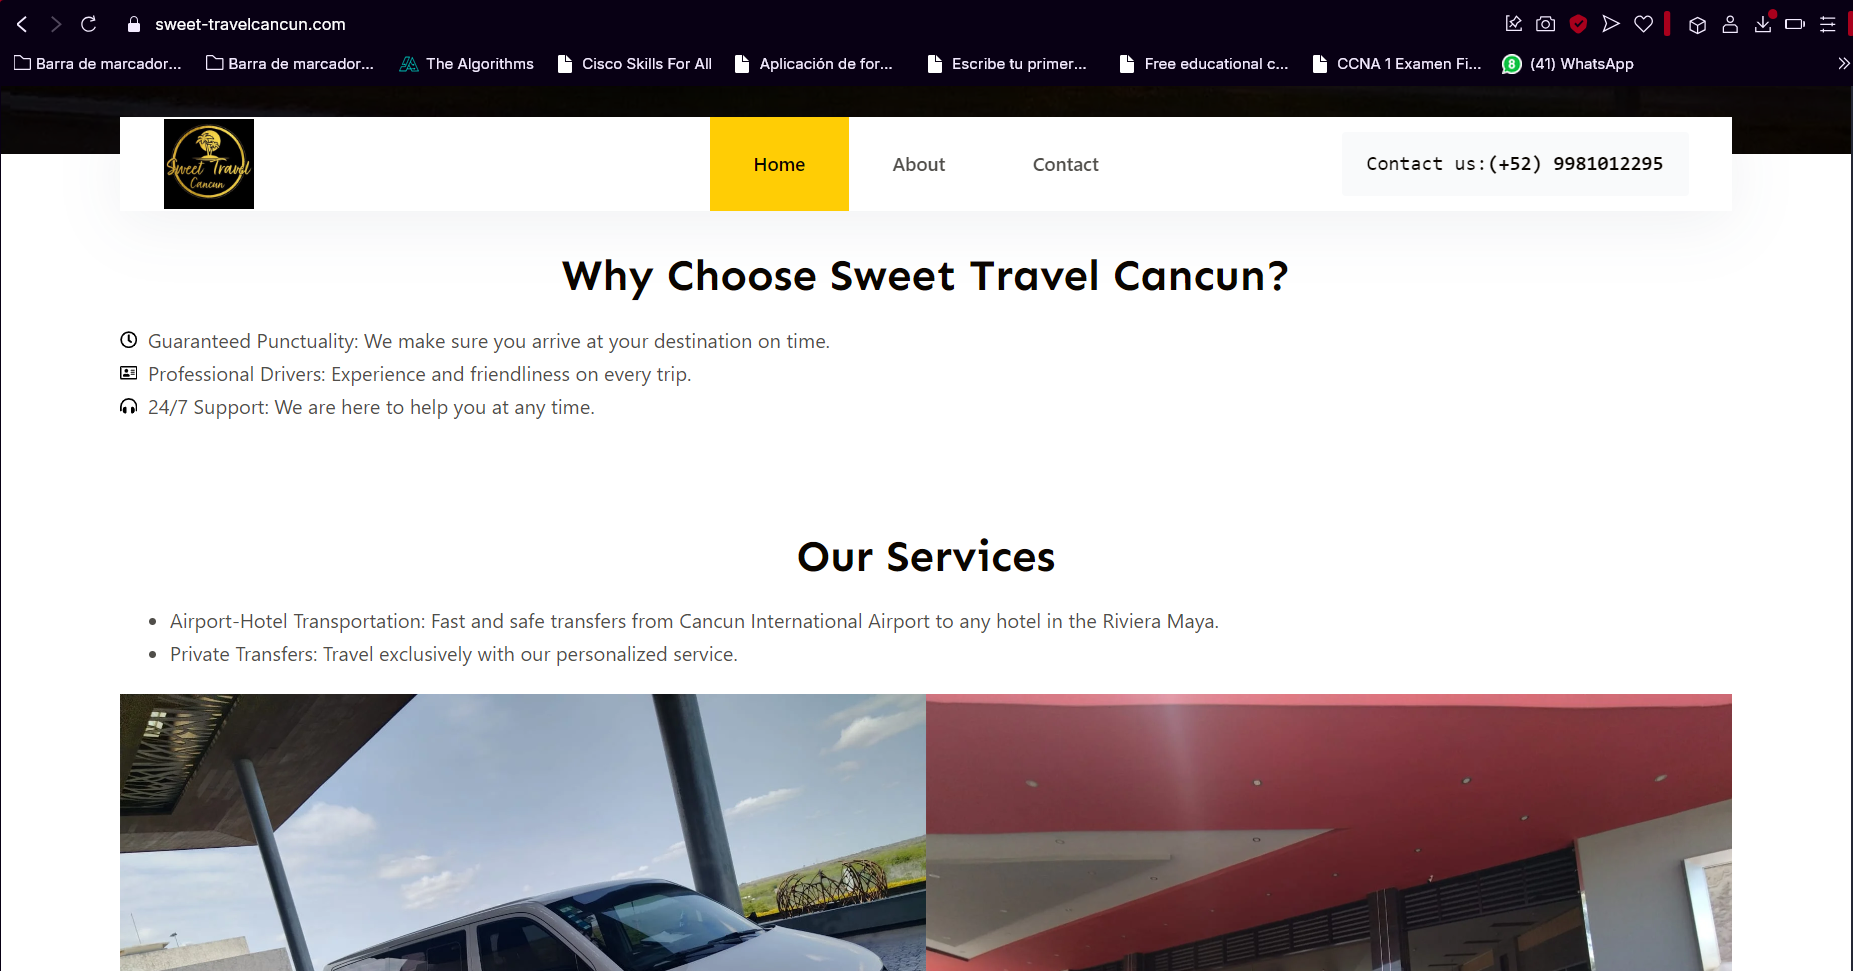 sweet-travelcancun.com
Barra de marcador...
Barra de marcador...
The Algorithms
Cisco Skills For All
Aplicación de for...
Escribe tu primer...
Free educational c...
CCNA 1 Examen Fi...
8
(41) WhatsApp
Sweet Travel
Cancun
Home
About
Contact
Contact us:(+52) 9981012295
Why Choose Sweet Travel Cancun?
Guaranteed Punctuality: We make sure you arrive at your destination on time.
Professional Drivers: Experience and friendliness on every trip.
24/7 Support: We are here to help you at any time.
Our Services
Airport-Hotel Transportation: Fast and safe transfers from Cancun International Airport to any hotel in the Riviera Maya.
Private Transfers: Travel exclusively with our personalized service.